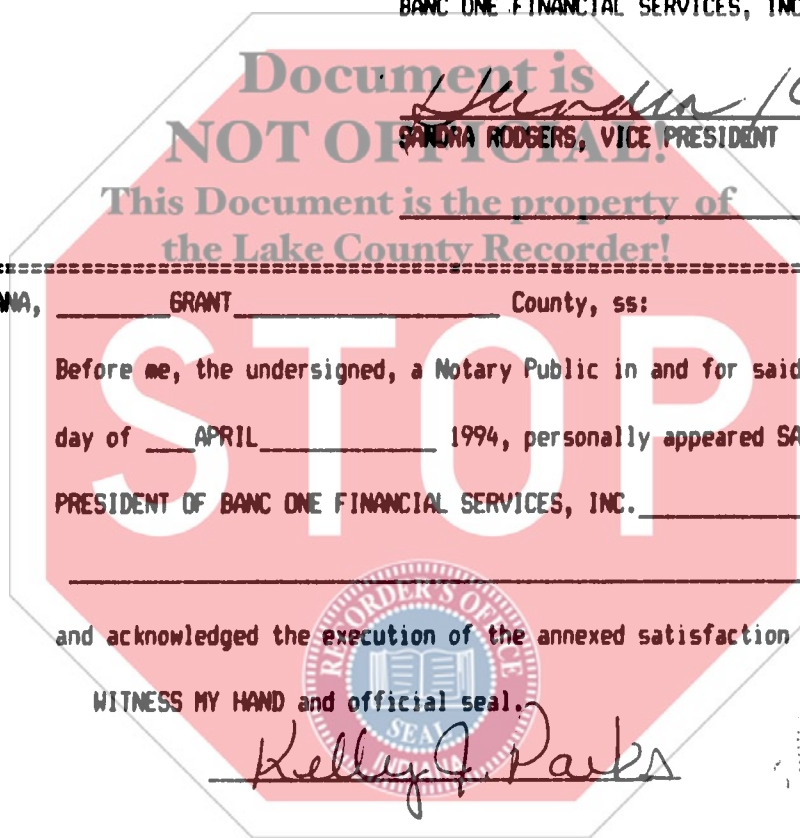 BANC ONE FINANCIAL SERVICES, INC
Document is
NOT OFFICIAL!
SANDRA RODGERS, VICE PRESIDENT
This Document is the property of
the Lake County Recorder!
NA, GRANT County, ss:
STOP
Before me, the undersigned, a Notary Public in and for said
day of APRIL 1994, personally appeared SA
PRESIDENT OF BANC ONE FINANCIAL SERVICES, INC.
RECORDER'S OFFICE
and acknowledged the execution of the annexed satisfaction
WITNESS MY HAND and official seal.
SEAL
INDIANA
Kelly J. Parks